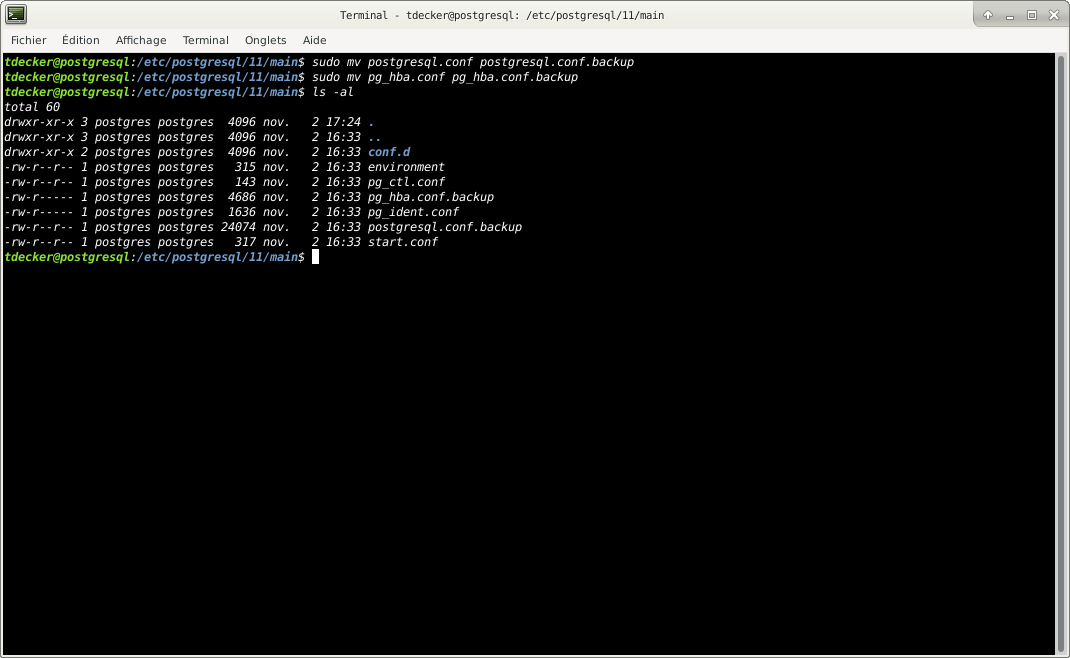 Terminal - tdecker@postgresql: /etc/postgresql/11/main
Fichier Édition Affichage Terminal Onglets Aide
tdecker@postgresql:/etc/postgresql/11/main$ sudo mv postgresql.conf postgresql.conf.backup
tdecker@postgresql:/etc/postgresql/11/main$ sudo mv pg_hba.conf pg_hba.conf.backup
tdecker@postgresql:/etc/postgresql/11/main$ ls -al
total 60
drwxr-xr-x 3 postgres postgres  4096 nov.   2 17:24 .
drwxr-xr-x 3 postgres postgres  4096 nov.   2 16:33 ..
drwxr-xr-x 2 postgres postgres  4096 nov.   2 16:33 conf.d
-rw-r--r-- 1 postgres postgres   315 nov.   2 16:33 environment
-rw-r--r-- 1 postgres postgres   143 nov.   2 16:33 pg_ctl.conf
-rw-r----- 1 postgres postgres  4686 nov.   2 16:33 pg_hba.conf.backup
-rw-r----- 1 postgres postgres  1636 nov.   2 16:33 pg_ident.conf
-rw-r--r-- 1 postgres postgres 24074 nov.   2 16:33 postgresql.conf.backup
-rw-r--r-- 1 postgres postgres   317 nov.   2 16:33 start.conf
tdecker@postgresql:/etc/postgresql/11/main$